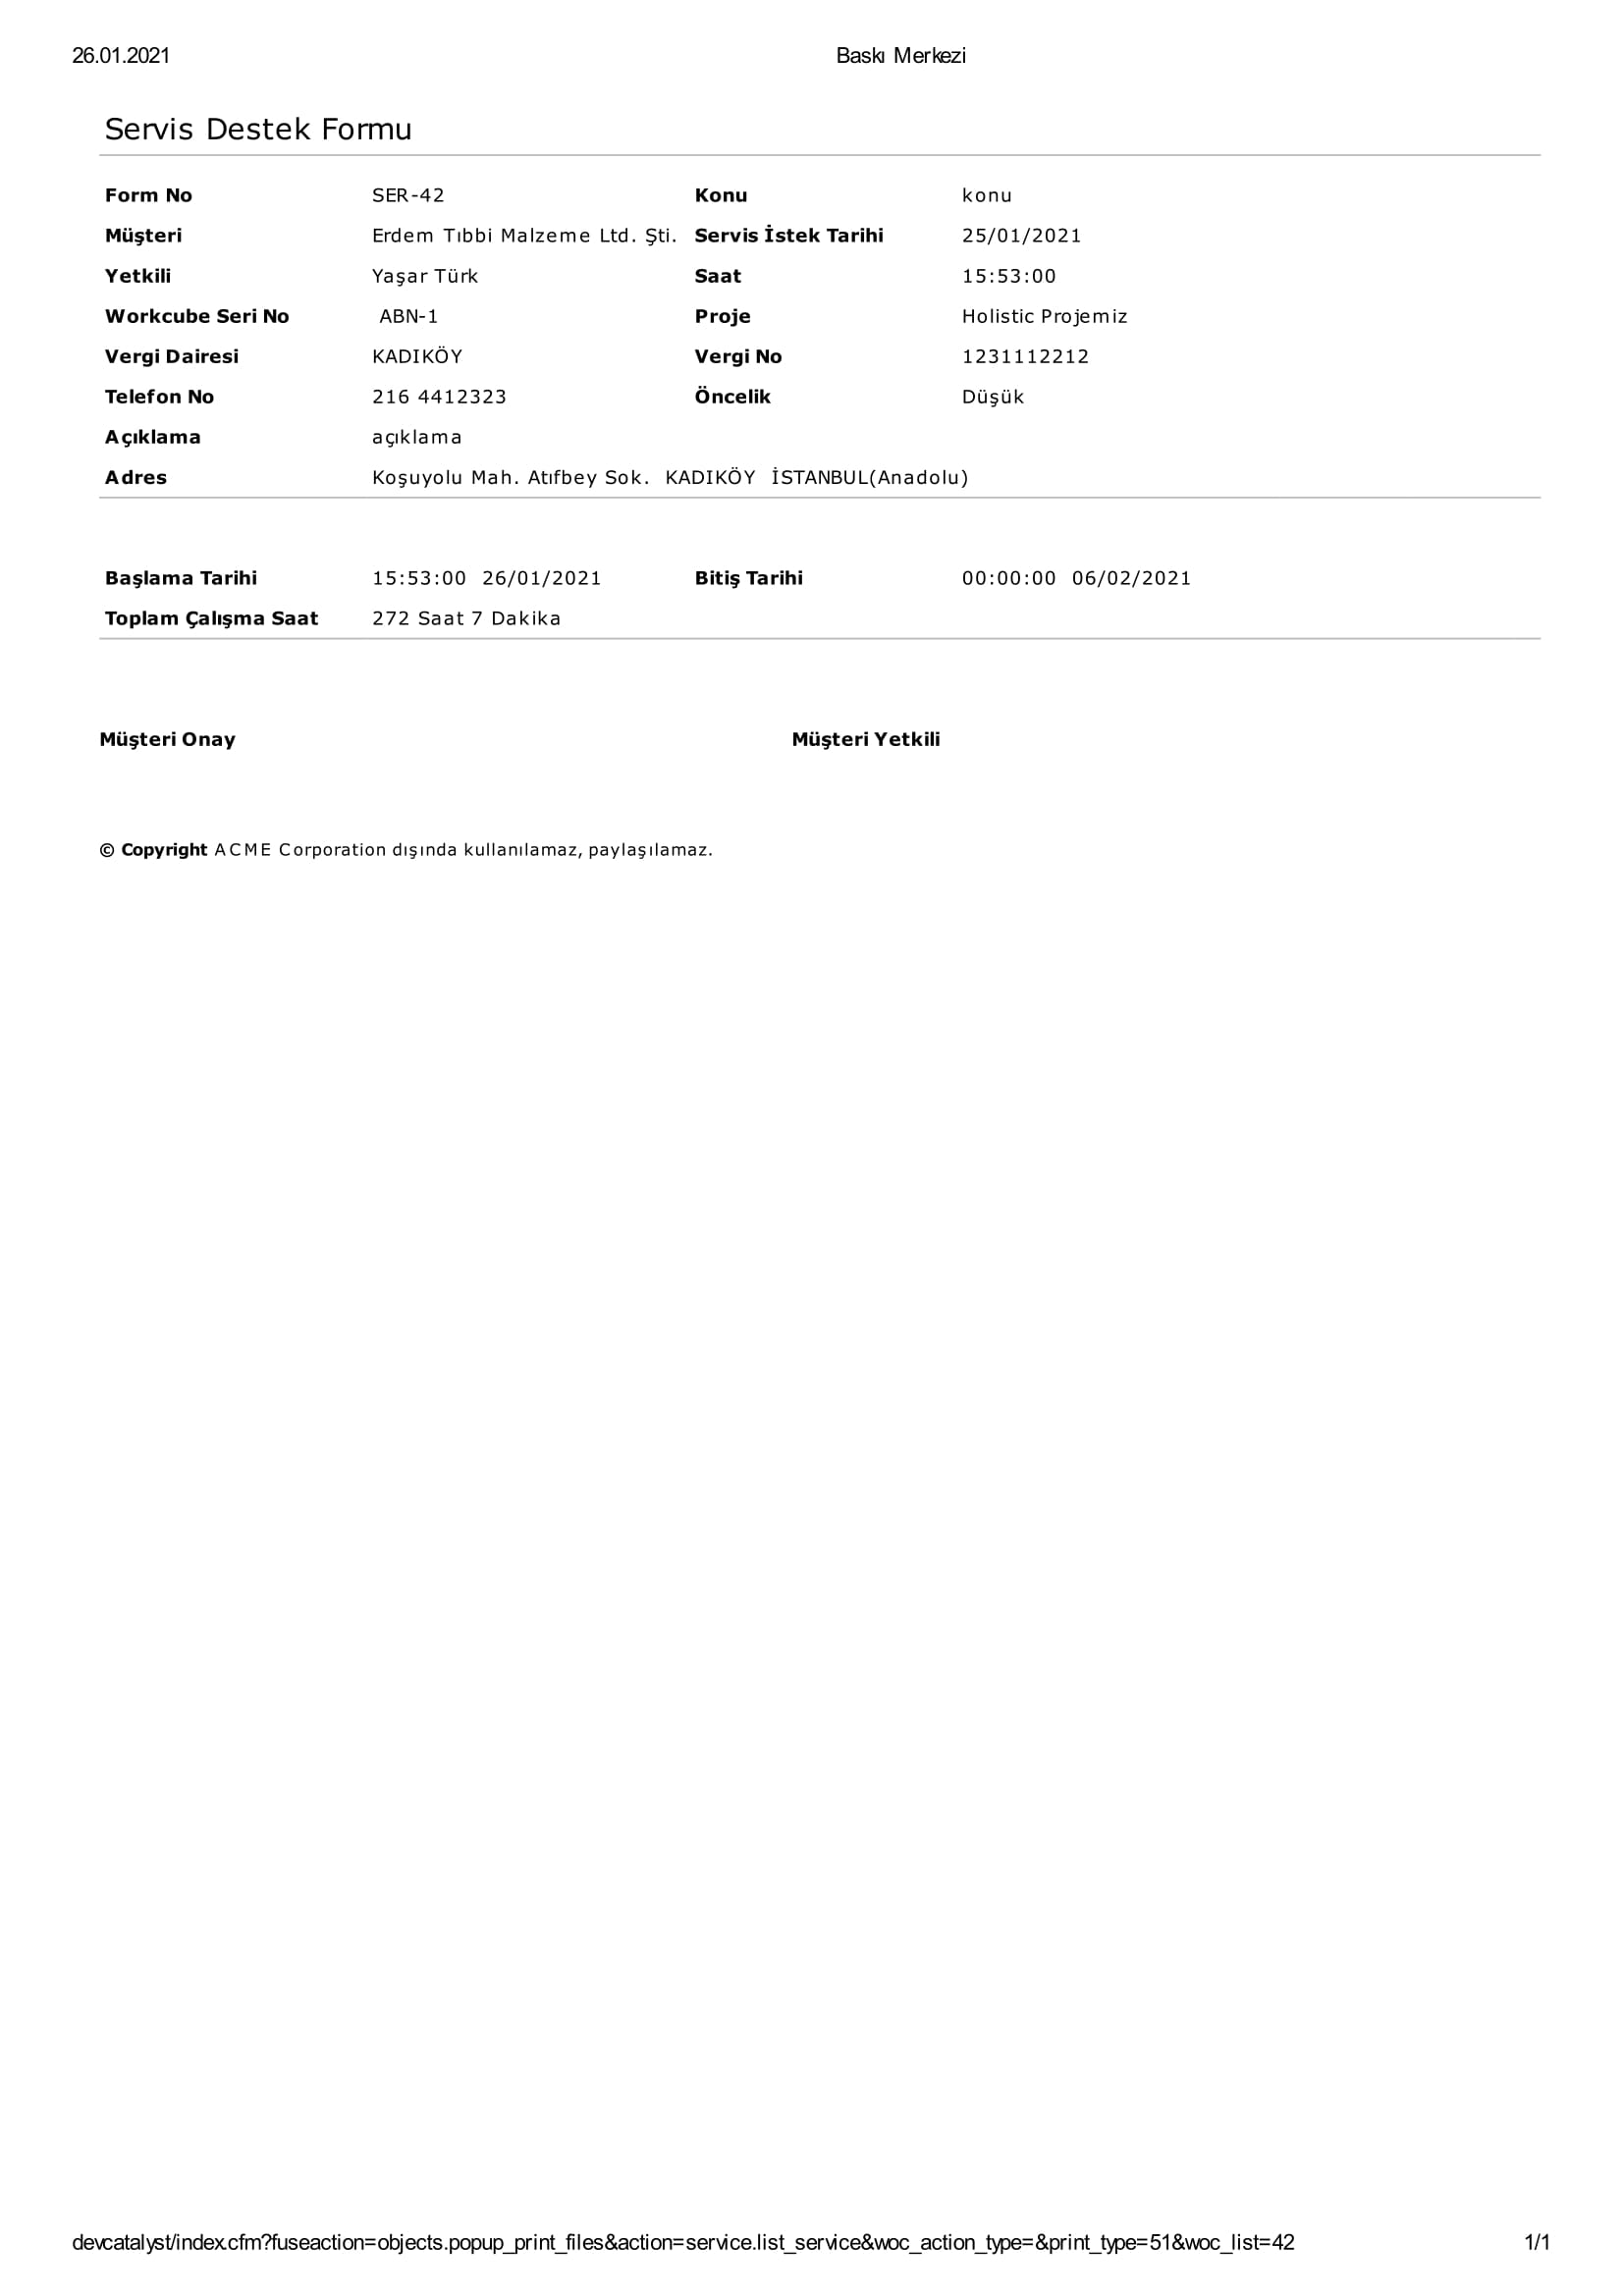 26.01.2021 Baskı Merkezi
Servis Destek Formu
Form No SER-42 Konu konu
Müşteri Erdem Tıbbi Malzeme Ltd. Şti. Servis İstek Tarihi 25/01/2021
Yetkili Yaşar Türk Saat 15:53:00
Workcube Seri No ABN-1 Proje Holistic Projemiz
Vergi Dairesi KADIKÖY Vergi No 1231112212
Telefon No 216 4412323 Öncelik Düşük
Açıklama açıklama
Adres Koşuyolu Mah. Atıfbey Sok. KADIKÖY İSTANBUL(Anadolu)
Başlama Tarihi 15:53:00 26/01/2021 Bitiş Tarihi 00:00:00 06/02/2021
Toplam Çalışma Saat 272 Saat 7 Dakika
Müşteri Onay Müşteri Yetkili
© Copyright ACME Corporation dışında kullanılamaz, paylaşılamaz.
devcatalyst/index.cfm?fuseaction=objects.popup_print_files&action=service.list_service&woc_action_type=&print_type=51&woc_list=42 1/1